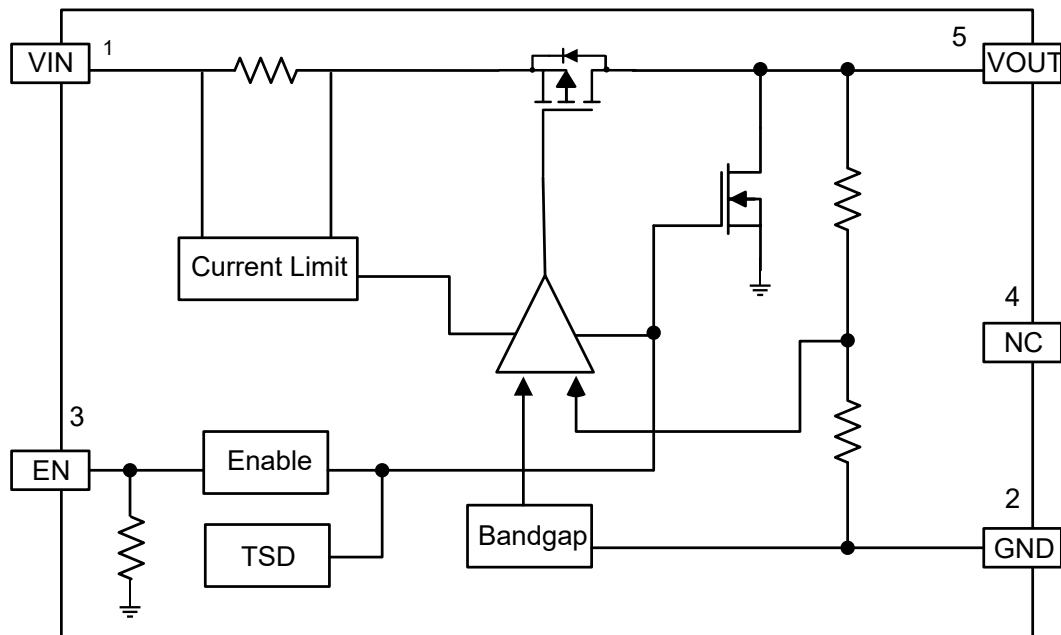 VIN
1
5
VOUT
Current Limit
4
NC
3
EN
Enable
TSD
Bandgap
2
GND